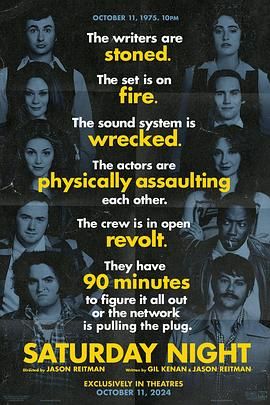 OCTOBER 11, 1975. 10PM
The writers are
stoned.
The set is on
fire.
The sound system is
wrecked.
The actors are
physically assaulting
each other.
The crew is in open
revolt.
They have
90 minutes
to figure it all out
or the network
is pulling the plug.
SATURDAY NIGHT
Directed by JASON REITMAN Written by GIL KENAN & JASON REITMAN
EXCLUSIVELY IN THEATRES
OCTOBER 11, 2024